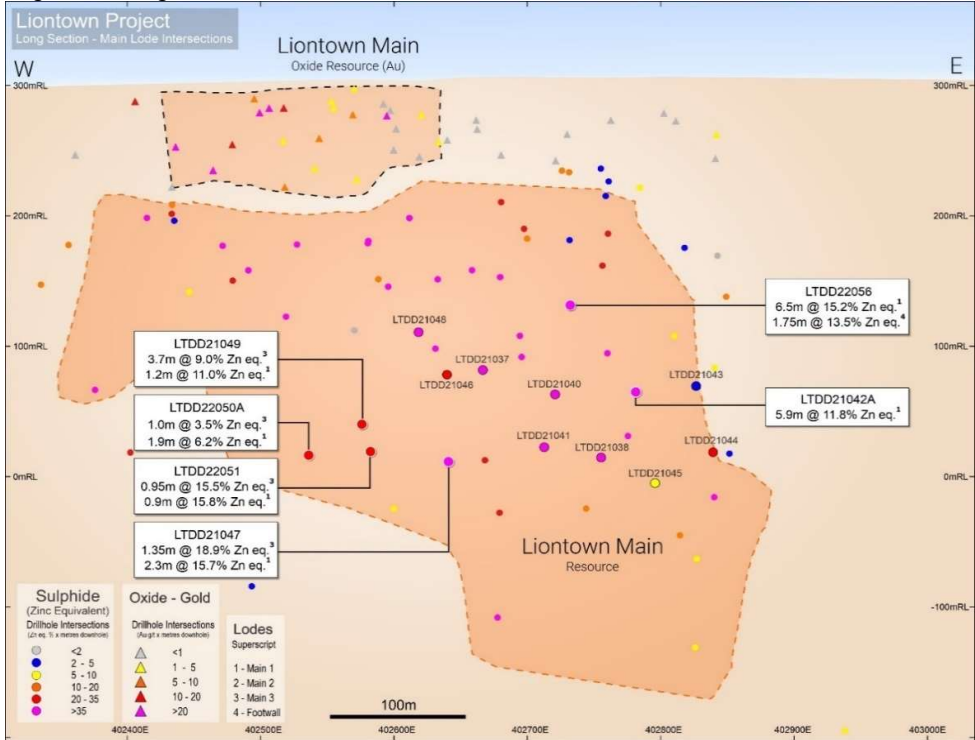 Liontown Project
Long Section - Main Lode Intersections
Liontown Main
Oxide Resource (Au)
W
E
300mRL
300mRL
200mRL
200mRL
LTDD22056
6.5m @ 15.2% Zn eq.¹
1.75m @ 13.5% Zn eq.⁴
LTDD21048
LTDD21049
3.7m @ 9.0% Zn eq.³
1.2m @ 11.0% Zn eq.¹
100mRL
100mRL
LTDD21037
LTDD21046
LTDD21043
LTDD21040
LTDD21042A
5.9m @ 11.8% Zn eq.¹
LTDD22050A
1.0m @ 3.5% Zn eq.³
1.9m @ 6.2% Zn eq.¹
LTDD21041
LTDD21038
LTDD21044
LTDD22051
0.95m @ 15.5% Zn eq.³
0.9m @ 15.8% Zn eq.¹
0mRL
0mRL
LTDD21045
LTDD21047
1.35m @ 18.9% Zn eq.³
2.3m @ 15.7% Zn eq.¹
Liontown Main
Resource
-100mRL
-100mRL
Sulphide
(Zinc Equivalent)
Drillhole Intersections
(Zn eq. % x metres downhole)
<2
2 - 5
5 - 10
10 - 20
20 - 35
>35
Oxide - Gold
Drillhole Intersections
(Au g/t x metres downhole)
<1
1 - 5
5 - 10
10 - 20
>20
Lodes
Superscript
1 - Main 1
2 - Main 2
3 - Main 3
4 - Footwall
100m
402400E
402500E
402600E
402700E
402800E
402900E
403000E